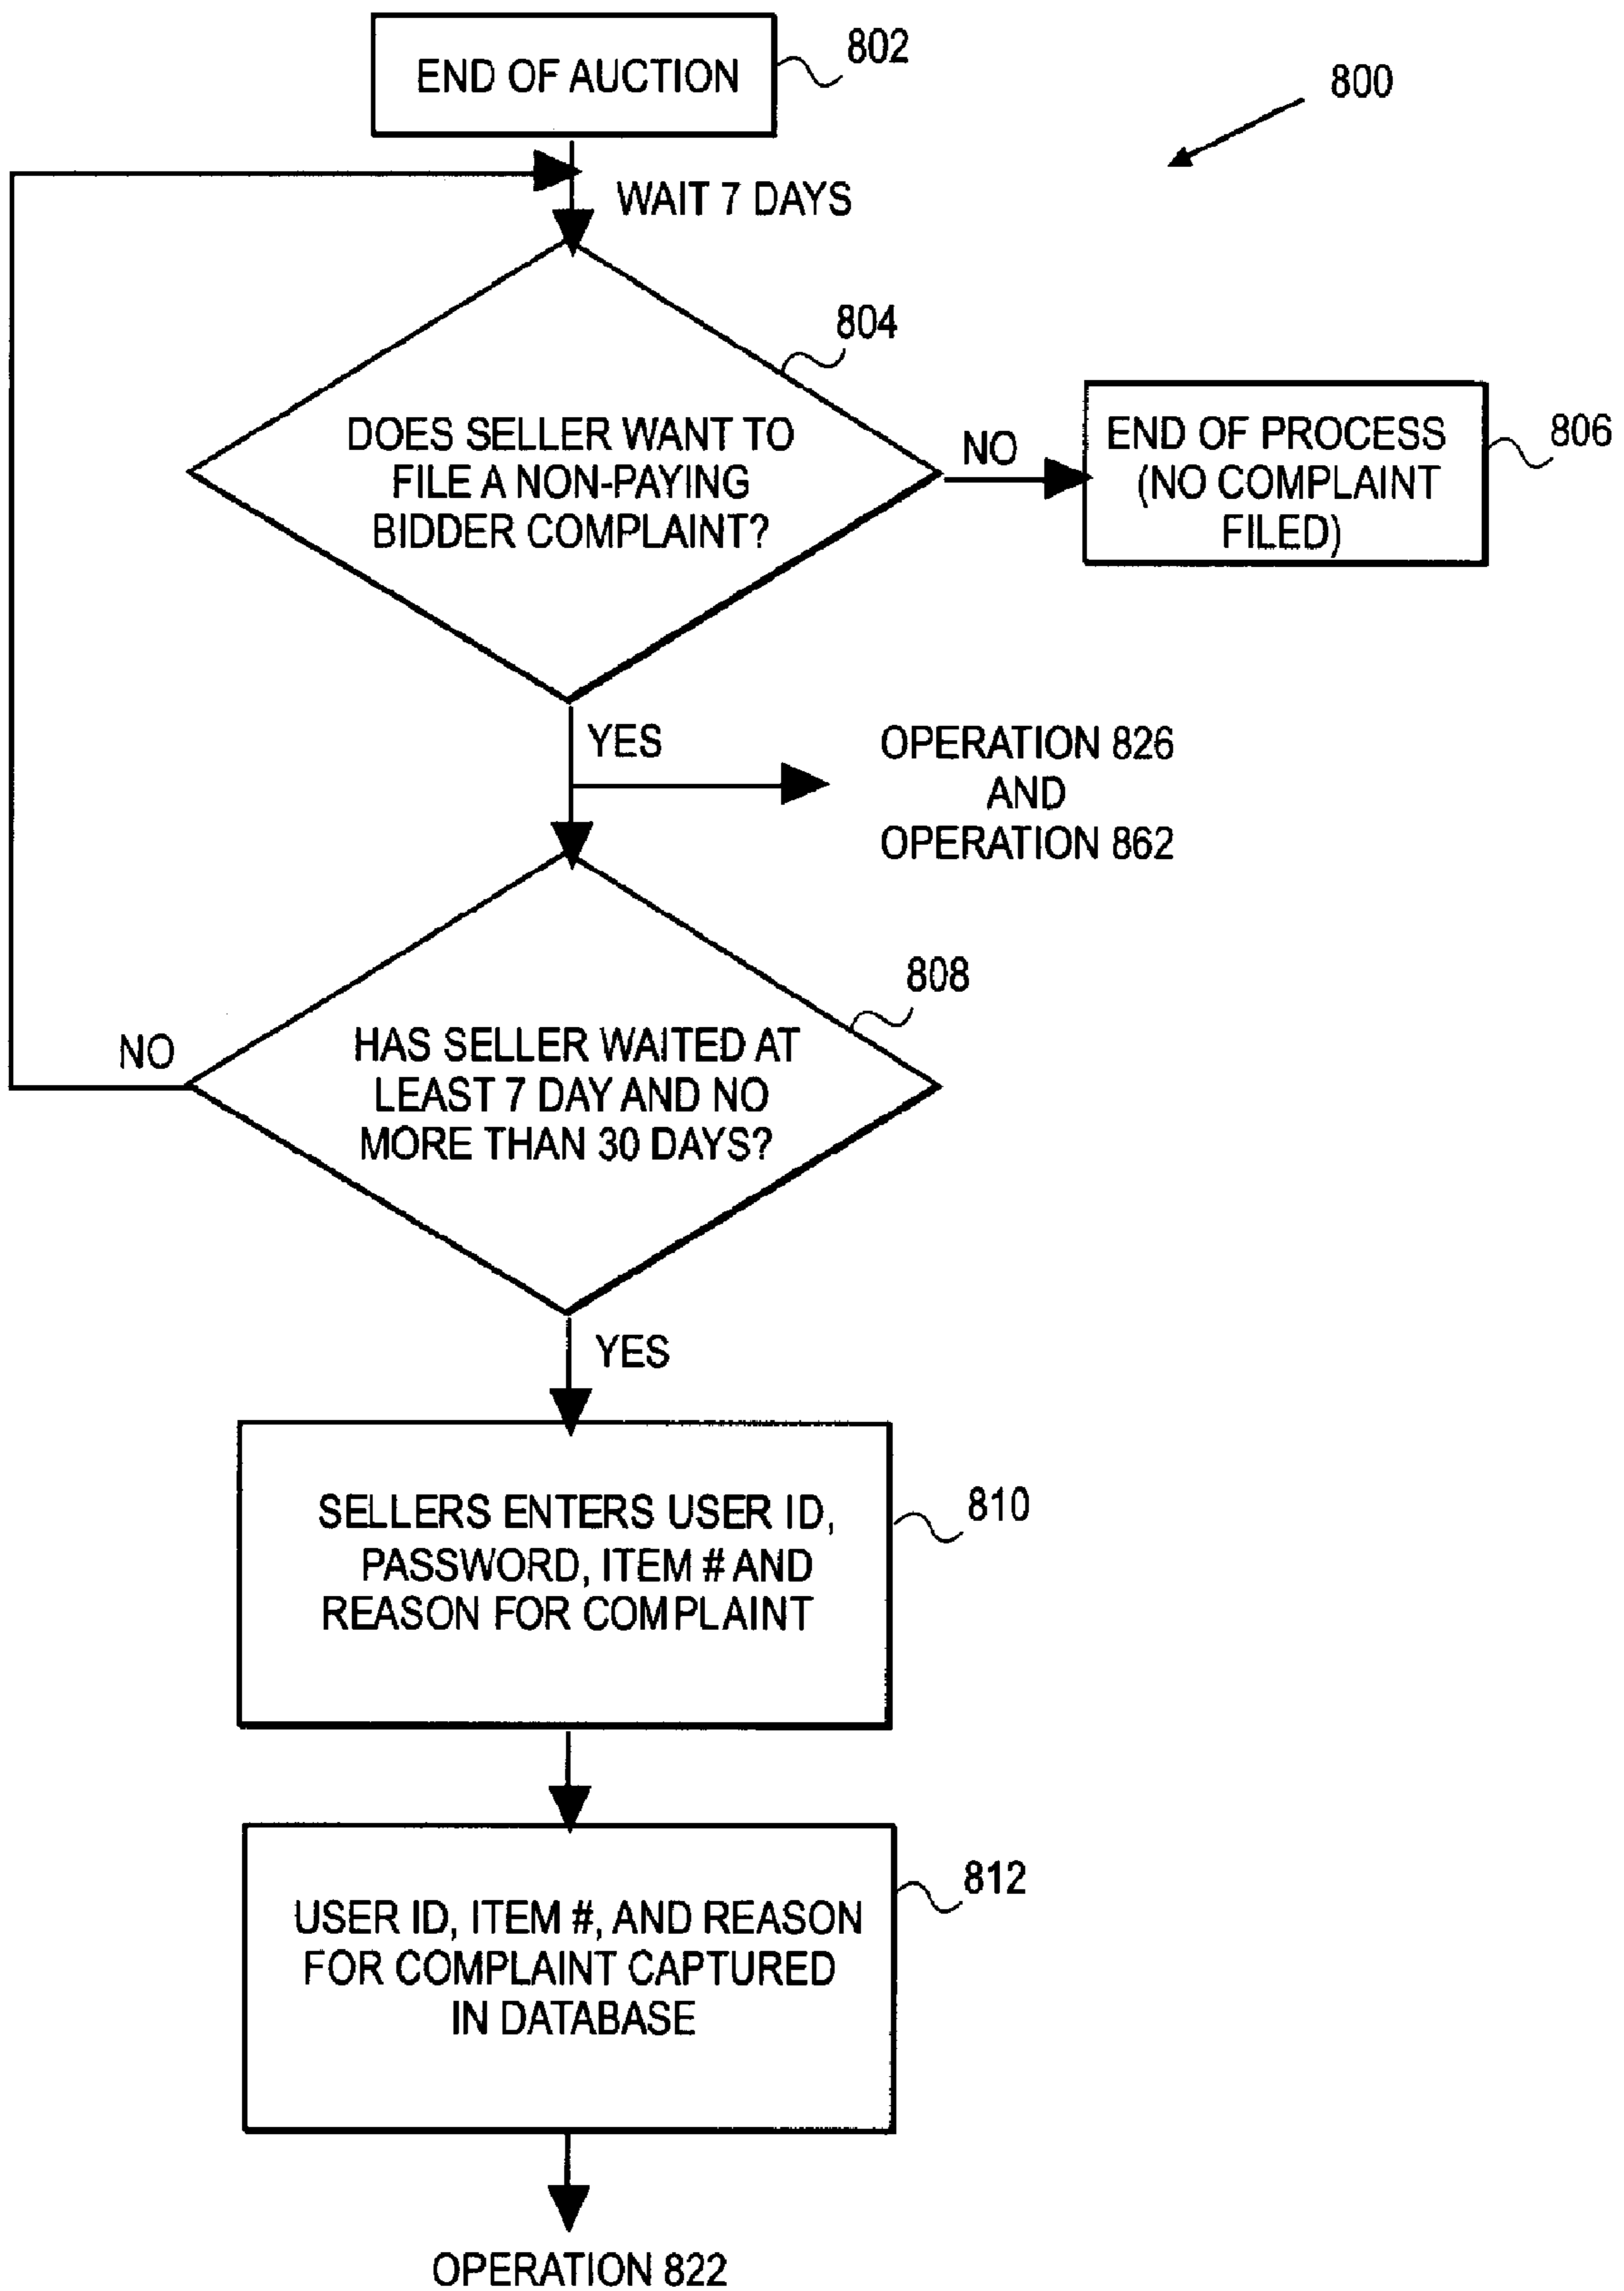 END OF AUCTION
802
800
WAIT 7 DAYS
804
DOES SELLER WANT TO
FILE A NON-PAYING
BIDDER COMPLAINT?
NO
END OF PROCESS
(NO COMPLAINT
FILED)
806
YES
OPERATION 826
AND
OPERATION 862
808
NO
HAS SELLER WAITED AT
LEAST 7 DAY AND NO
MORE THAN 30 DAYS?
YES
SELLERS ENTERS USER ID,
PASSWORD, ITEM # AND
REASON FOR COMPLAINT
810
USER ID, ITEM #, AND REASON
FOR COMPLAINT CAPTURED
IN DATABASE
812
OPERATION 822